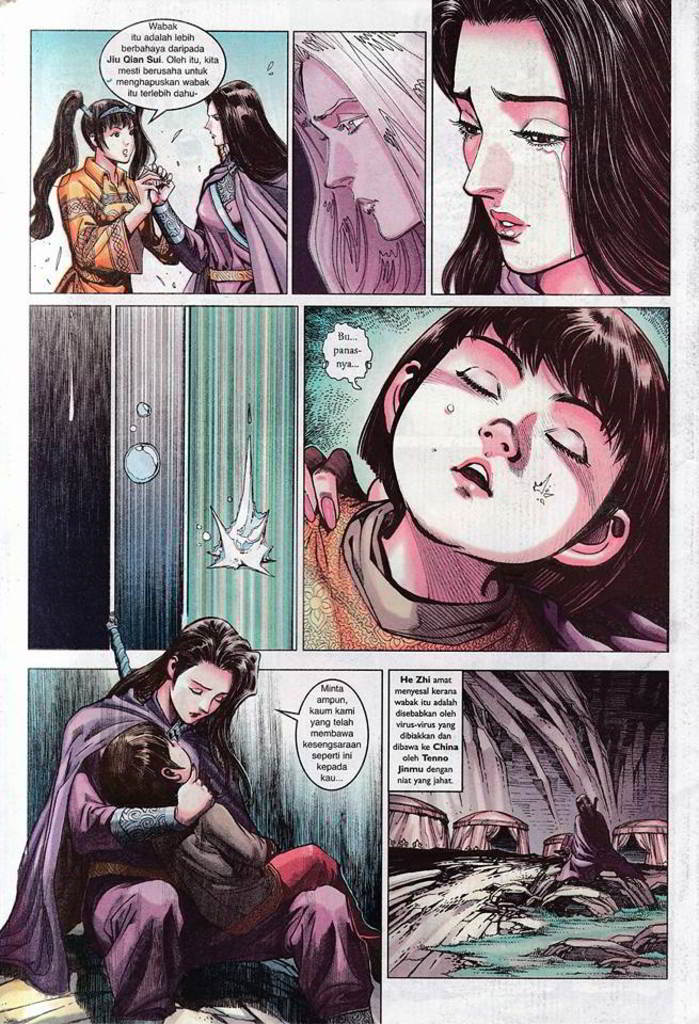 Wabak
itu adalah lebih
berbahaya daripada
Jiu Qian Sui. Oleh itu, kita
mesti berusaha untuk
menghapuskan wabak
itu terlebih dahu-
Bu...
panas-
nya...
Minta
ampun,
kaum kami
yang telah
membawa
kesengsaraan
seperti ini
kepada
kau...
He Zhi amat
menyesal kerana
wabak itu adalah
disebabkan oleh
virus-virus yang
dibiakkan dan
dibawa ke China
oleh Tenno
Jinmu dengan
niat yang jahat.